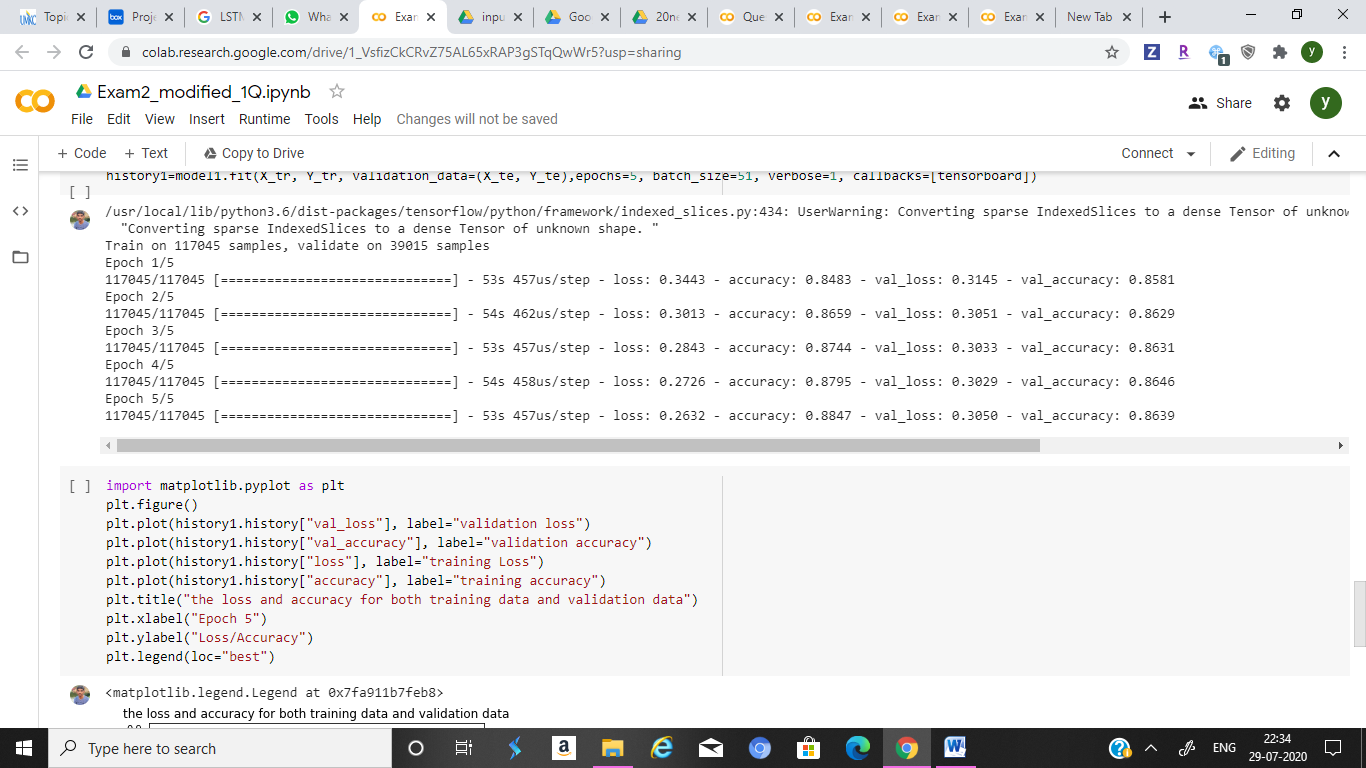 Topi
Proje
LSTM
Wha
Exan
inpu
Goo
20ne
Que
Exar
Exan
Exan
New Tab
colab.research.google.com/drive/1_VsfizCkCRvZ75AL65xRAP3gSTqQwWr5?usp=sharing
Exam2_modified_1Q.ipynb
File Edit View Insert Runtime Tools Help Changes will not be saved
Share
+ Code + Text Copy to Drive
Connect
Editing
history1=model1.fit(X_tr, Y_tr, validation_data=(X_te, Y_te),epochs=5, batch_size=51, verbose=1, callbacks=[tensorboard])
[ ]
/usr/local/lib/python3.6/dist-packages/tensorflow/python/framework/indexed_slices.py:434: UserWarning: Converting sparse IndexedSlices to a dense Tensor of unknow
"Converting sparse IndexedSlices to a dense Tensor of unknown shape. "
Train on 117045 samples, validate on 39015 samples
Epoch 1/5
117045/117045 [==============================] - 53s 457us/step - loss: 0.3443 - accuracy: 0.8483 - val_loss: 0.3145 - val_accuracy: 0.8581
Epoch 2/5
117045/117045 [==============================] - 54s 462us/step - loss: 0.3013 - accuracy: 0.8659 - val_loss: 0.3051 - val_accuracy: 0.8629
Epoch 3/5
117045/117045 [==============================] - 53s 457us/step - loss: 0.2843 - accuracy: 0.8744 - val_loss: 0.3033 - val_accuracy: 0.8631
Epoch 4/5
117045/117045 [==============================] - 54s 458us/step - loss: 0.2726 - accuracy: 0.8795 - val_loss: 0.3029 - val_accuracy: 0.8646
Epoch 5/5
117045/117045 [==============================] - 53s 457us/step - loss: 0.2632 - accuracy: 0.8847 - val_loss: 0.3050 - val_accuracy: 0.8639
[ ] import matplotlib.pyplot as plt
plt.figure()
plt.plot(history1.history["val_loss"], label="validation loss")
plt.plot(history1.history["val_accuracy"], label="validation accuracy")
plt.plot(history1.history["loss"], label="training Loss")
plt.plot(history1.history["accuracy"], label="training accuracy")
plt.title("the loss and accuracy for both training data and validation data")
plt.xlabel("Epoch 5")
plt.ylabel("Loss/Accuracy")
plt.legend(loc="best")
<matplotlib.legend.Legend at 0x7fa911b7feb8>
the loss and accuracy for both training data and validation data
Type here to search
ENG
22:34
29-07-2020